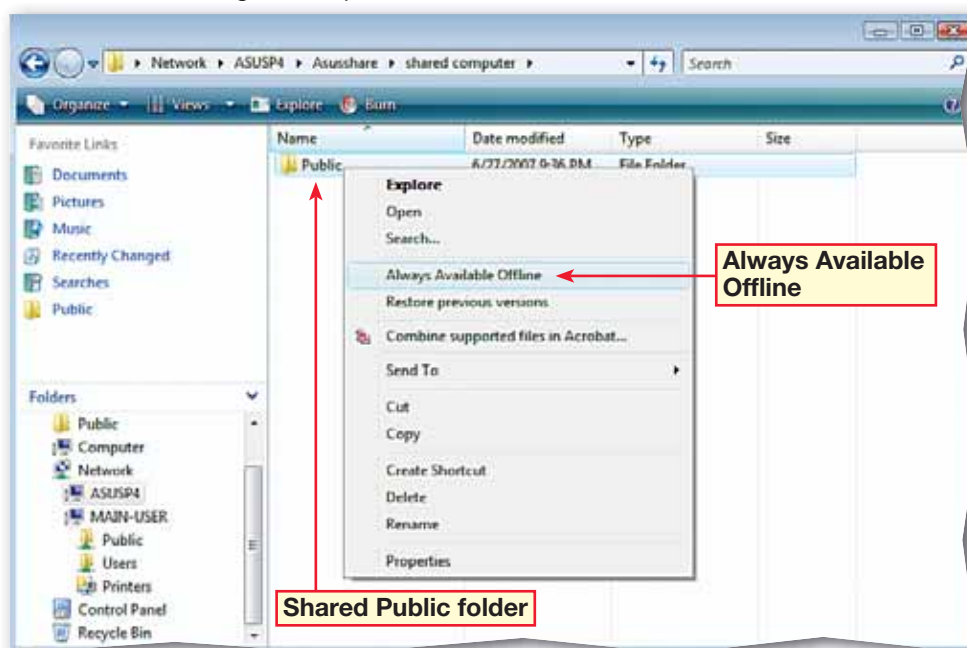 Network ▸ ASUSP4 ▸ Asusshare ▸ shared computer ▸
Search
Organize Views Explore Burn
Favorite Links
Documents
Pictures
Music
Recently Changed
Searches
Public
Folders
Public
Computer
Network
ASUSP4
MAIN-USER
Public
Users
Printers
Control Panel
Recycle Bin
Name Date modified Type Size
Public 6/27/2007 9:36 PM File Folder
Explore
Open
Search...
Always Available Offline
Restore previous versions
Combine supported files in Acrobat...
Send To
Cut
Copy
Create Shortcut
Delete
Rename
Properties
Always Available
Offline
Shared Public folder